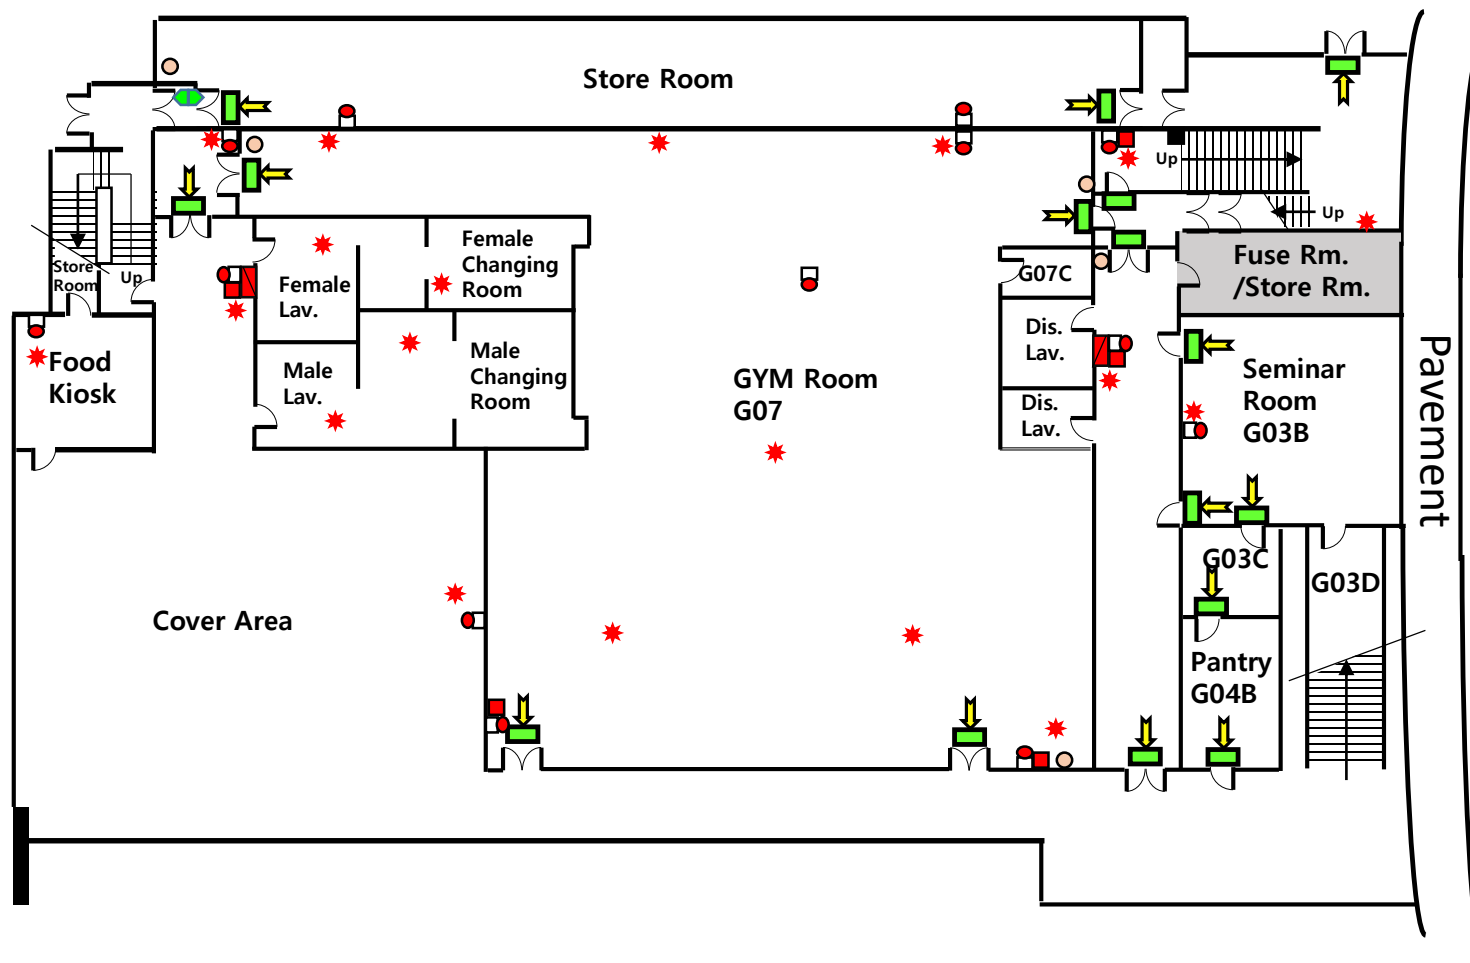 Store Room
Up
Up
Store
Room
Up
Female
Lav.
Female
Changing
Room
G07C
Fuse Rm.
/Store Rm.
Food
Kiosk
Male
Lav.
Male
Changing
Room
GYM Room
G07
Dis.
Lav.
Dis.
Lav.
Seminar
Room
G03B
Pavement
G03C
G03D
Cover Area
Pantry
G04B